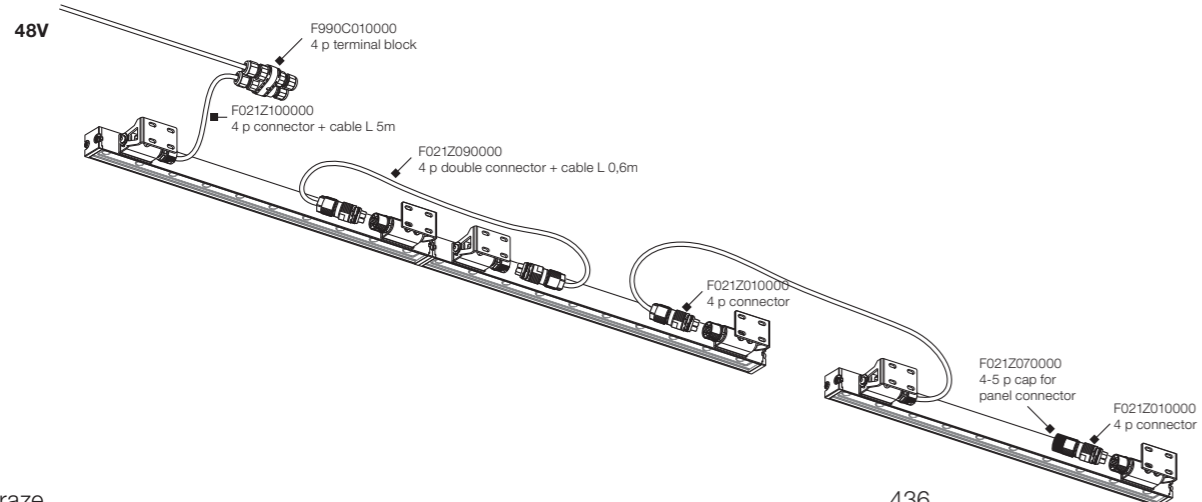 48V
F990C010000
4 p terminal block
F021Z100000
4 p connector + cable L 5m
F021Z090000
4 p double connector + cable L 0,6m
F021Z010000
4 p connector
F021Z070000
4-5 p cap for
panel connector
F021Z010000
4 p connector
436